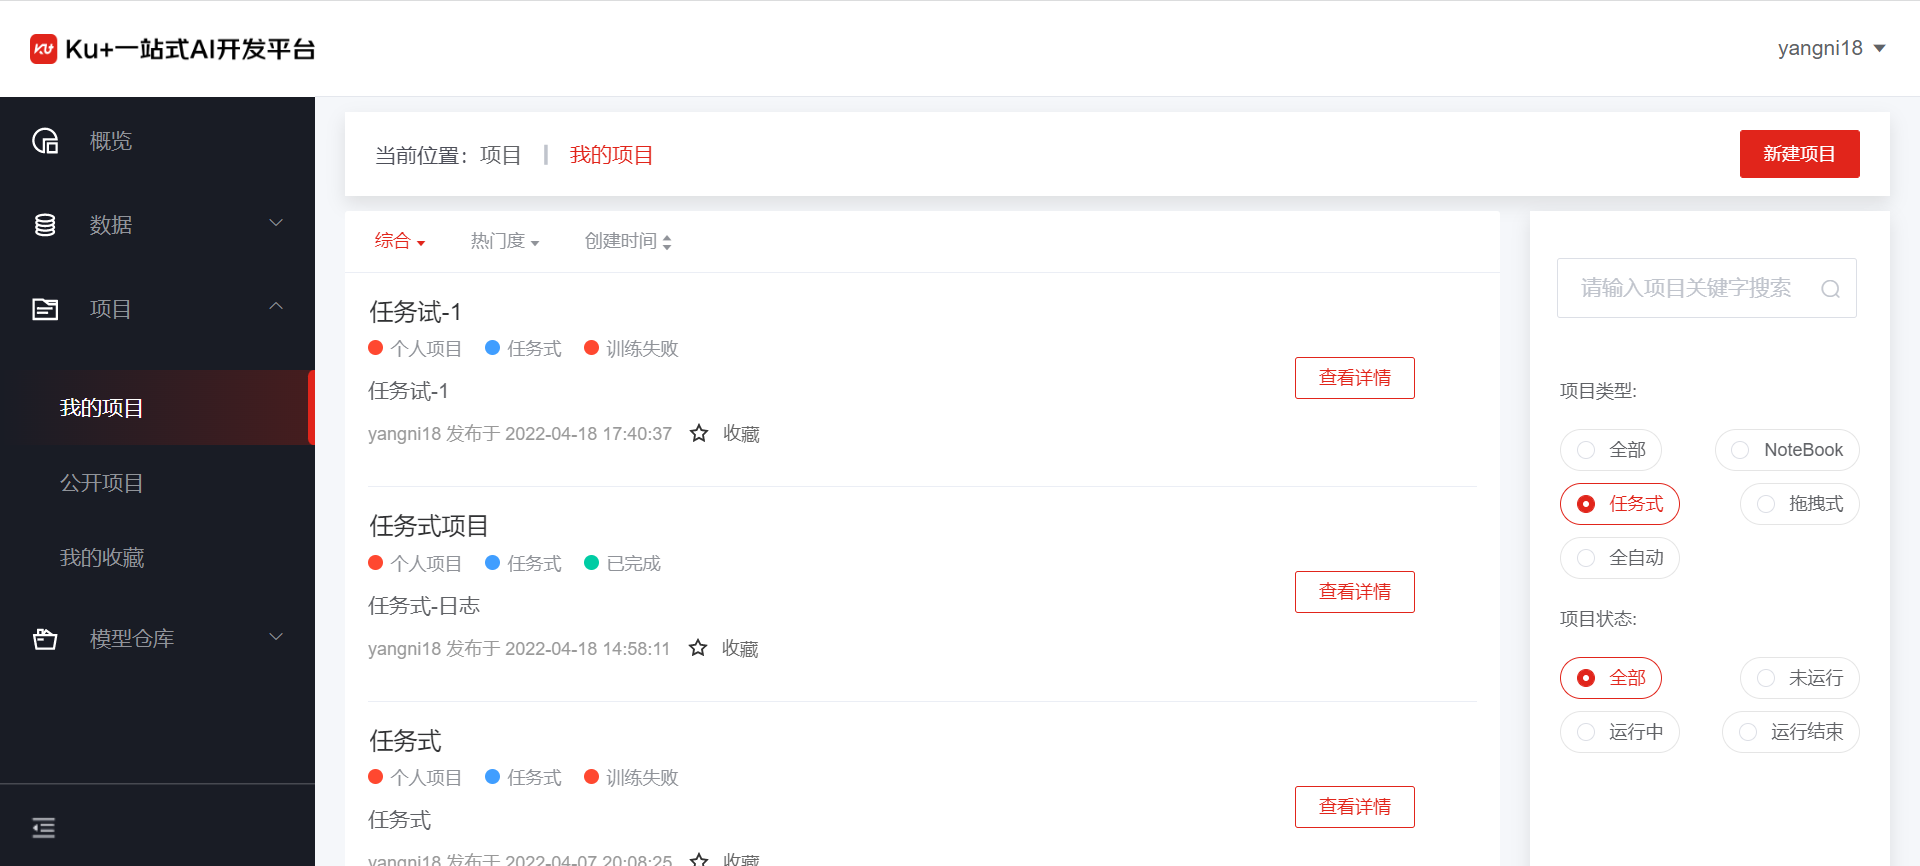 Ku+ Ku+一站式AI开发平台
yangni18
概览
数据
项目
我的项目
公开项目
我的收藏
模型仓库
当前位置：项目 | 我的项目
新建项目
综合 热门度 创建时间
任务试-1
个人项目 任务式 训练失败
任务试-1
查看详情
yangni18 发布于 2022-04-18 17:40:37 收藏
任务式项目
个人项目 任务式 已完成
任务式-日志
查看详情
yangni18 发布于 2022-04-18 14:58:11 收藏
任务式
个人项目 任务式 训练失败
任务式
查看详情
yangni18 发布于 2022-04-07 20:08:25 收藏
请输入项目关键字搜索
项目类型:
全部 NoteBook
任务式 拖拽式
全自动
项目状态:
全部 未运行
运行中 运行结束